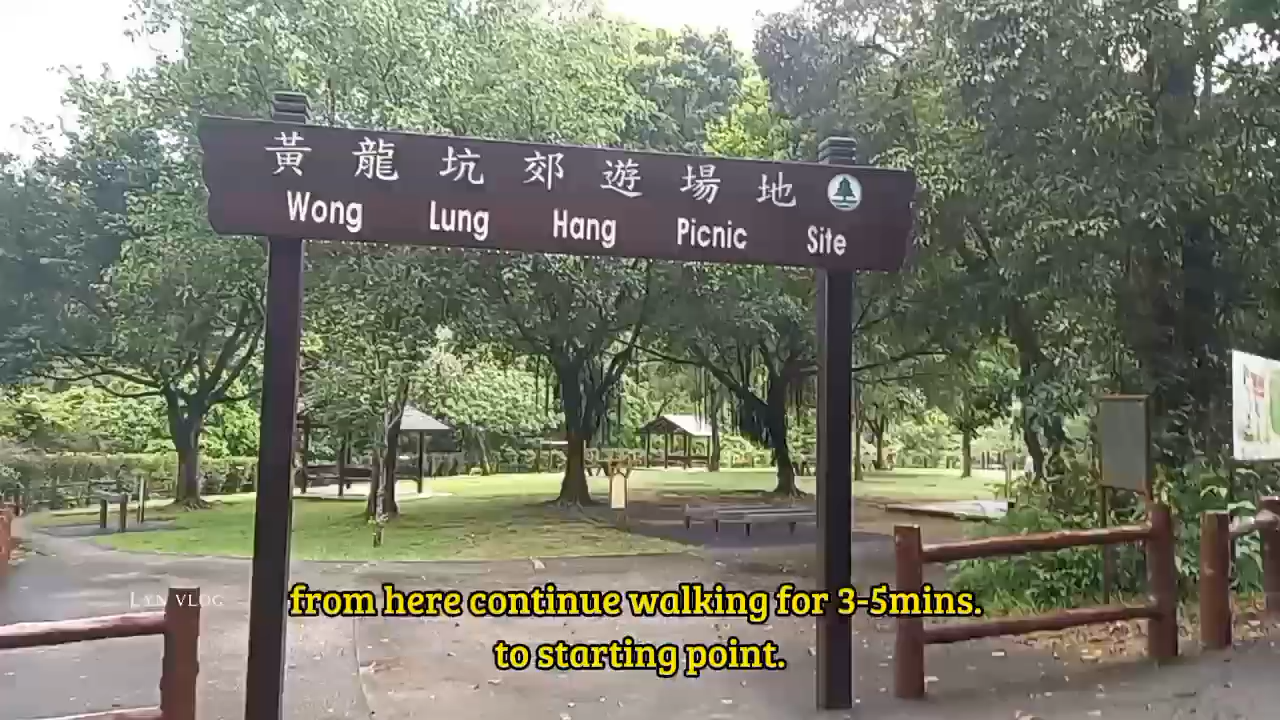 黃龍坑郊遊場地
Wong Lung Hang Picnic Site
LYN VLOG
from here continue walking for 3-5mins.
to starting point.